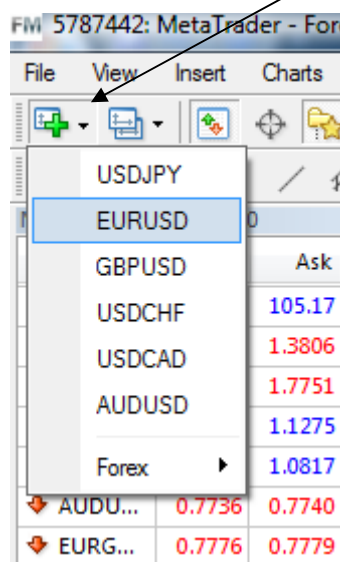 FM 5787442: MetaTrader - For
File View Insert Charts
USDJPY
EURUSD
GBPUSD
USDCHF
USDCAD
AUDUSD
Forex
Ask
105.17
1.3806
1.7751
1.1275
1.0817
AUDU... 0.7736 0.7740
EURG... 0.7776 0.7779